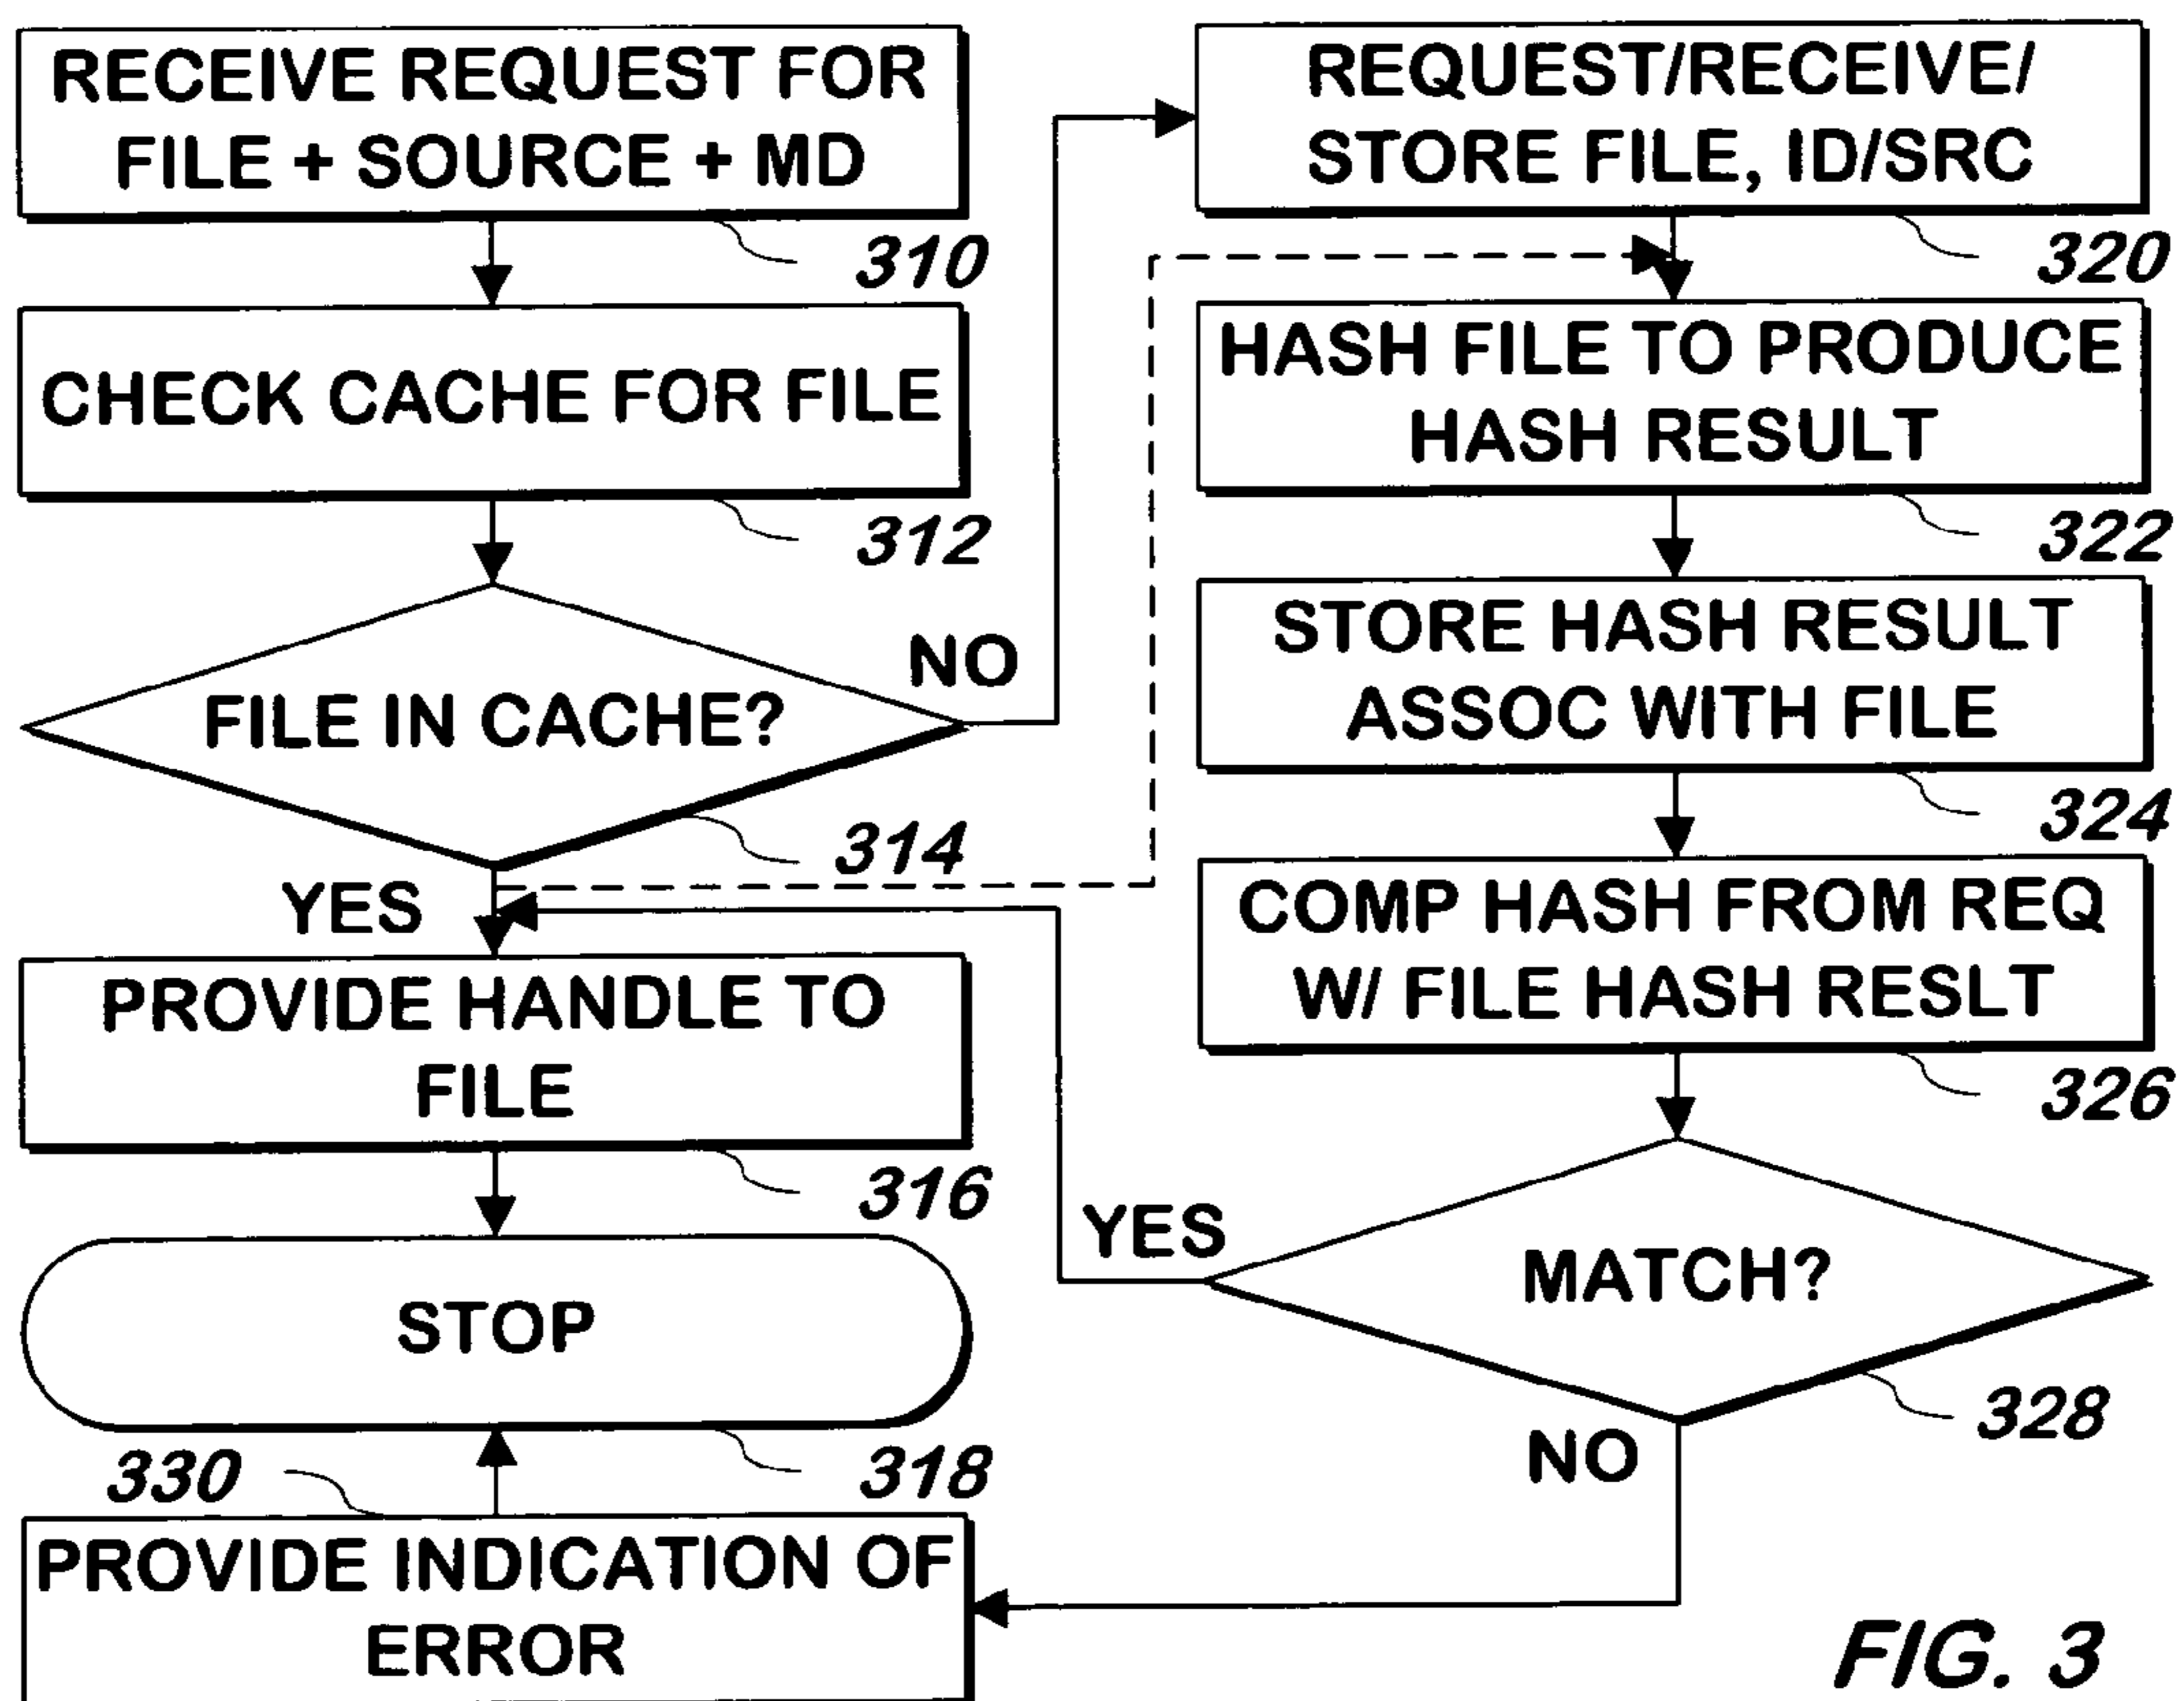 RECEIVE REQUEST FOR
FILE + SOURCE + MD
310
CHECK CACHE FOR FILE
312
FILE IN CACHE?
NO
314
YES
PROVIDE HANDLE TO
FILE
316
STOP
318
330
PROVIDE INDICATION OF
ERROR
REQUEST/RECEIVE/
STORE FILE, ID/SRC
320
HASH FILE TO PRODUCE
HASH RESULT
322
STORE HASH RESULT
ASSOC WITH FILE
324
COMP HASH FROM REQ
W/ FILE HASH RESLT
326
YES
MATCH?
328
NO
FIG. 3